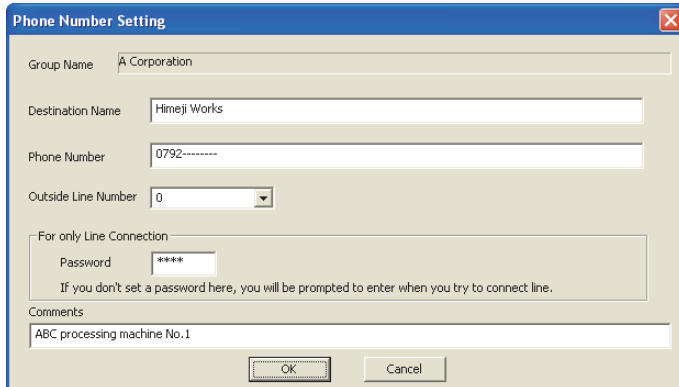 Phone Number Setting
Group Name A Corporation
Destination Name Himeji Works
Phone Number 0792--------
Outside Line Number 0
For only Line Connection
Password ****
If you don't set a password here, you will be prompted to enter when you try to connect line.
Comments
ABC processing machine No.1
OK Cancel